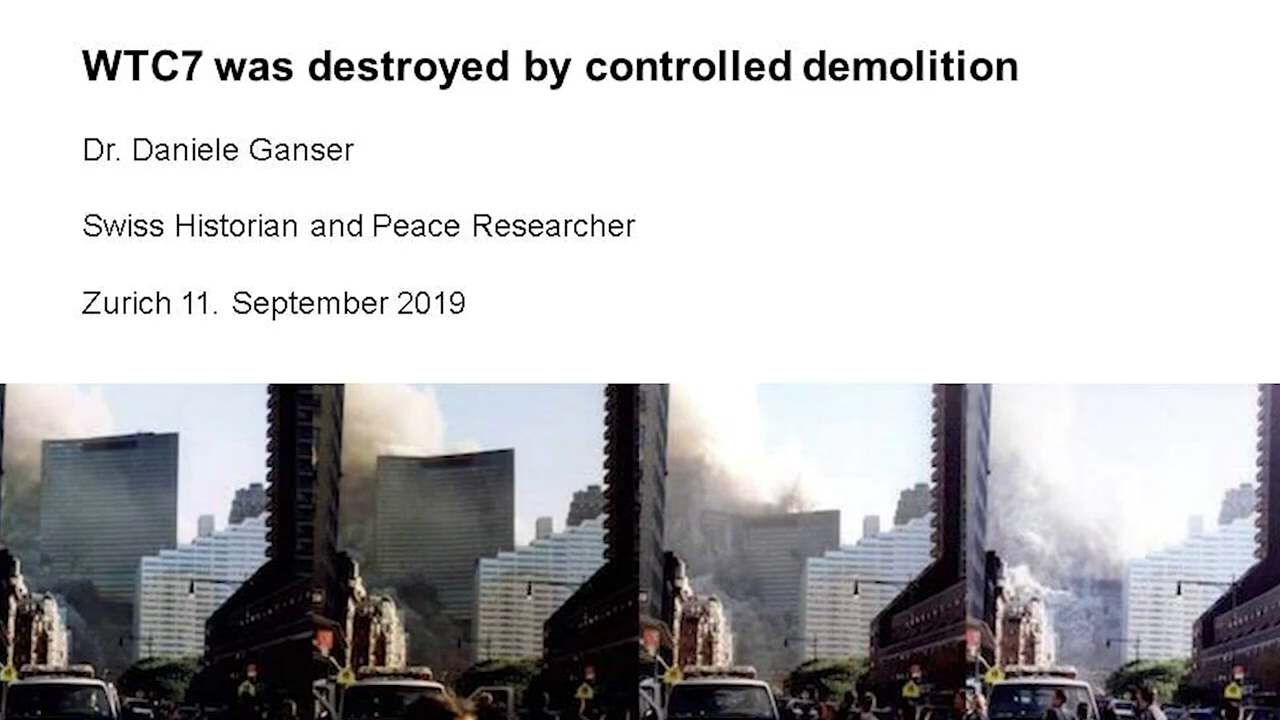 WTC7 was destroyed by controlled demolition
Dr. Daniele Ganser
Swiss Historian and Peace Researcher
Zurich 11. September 2019